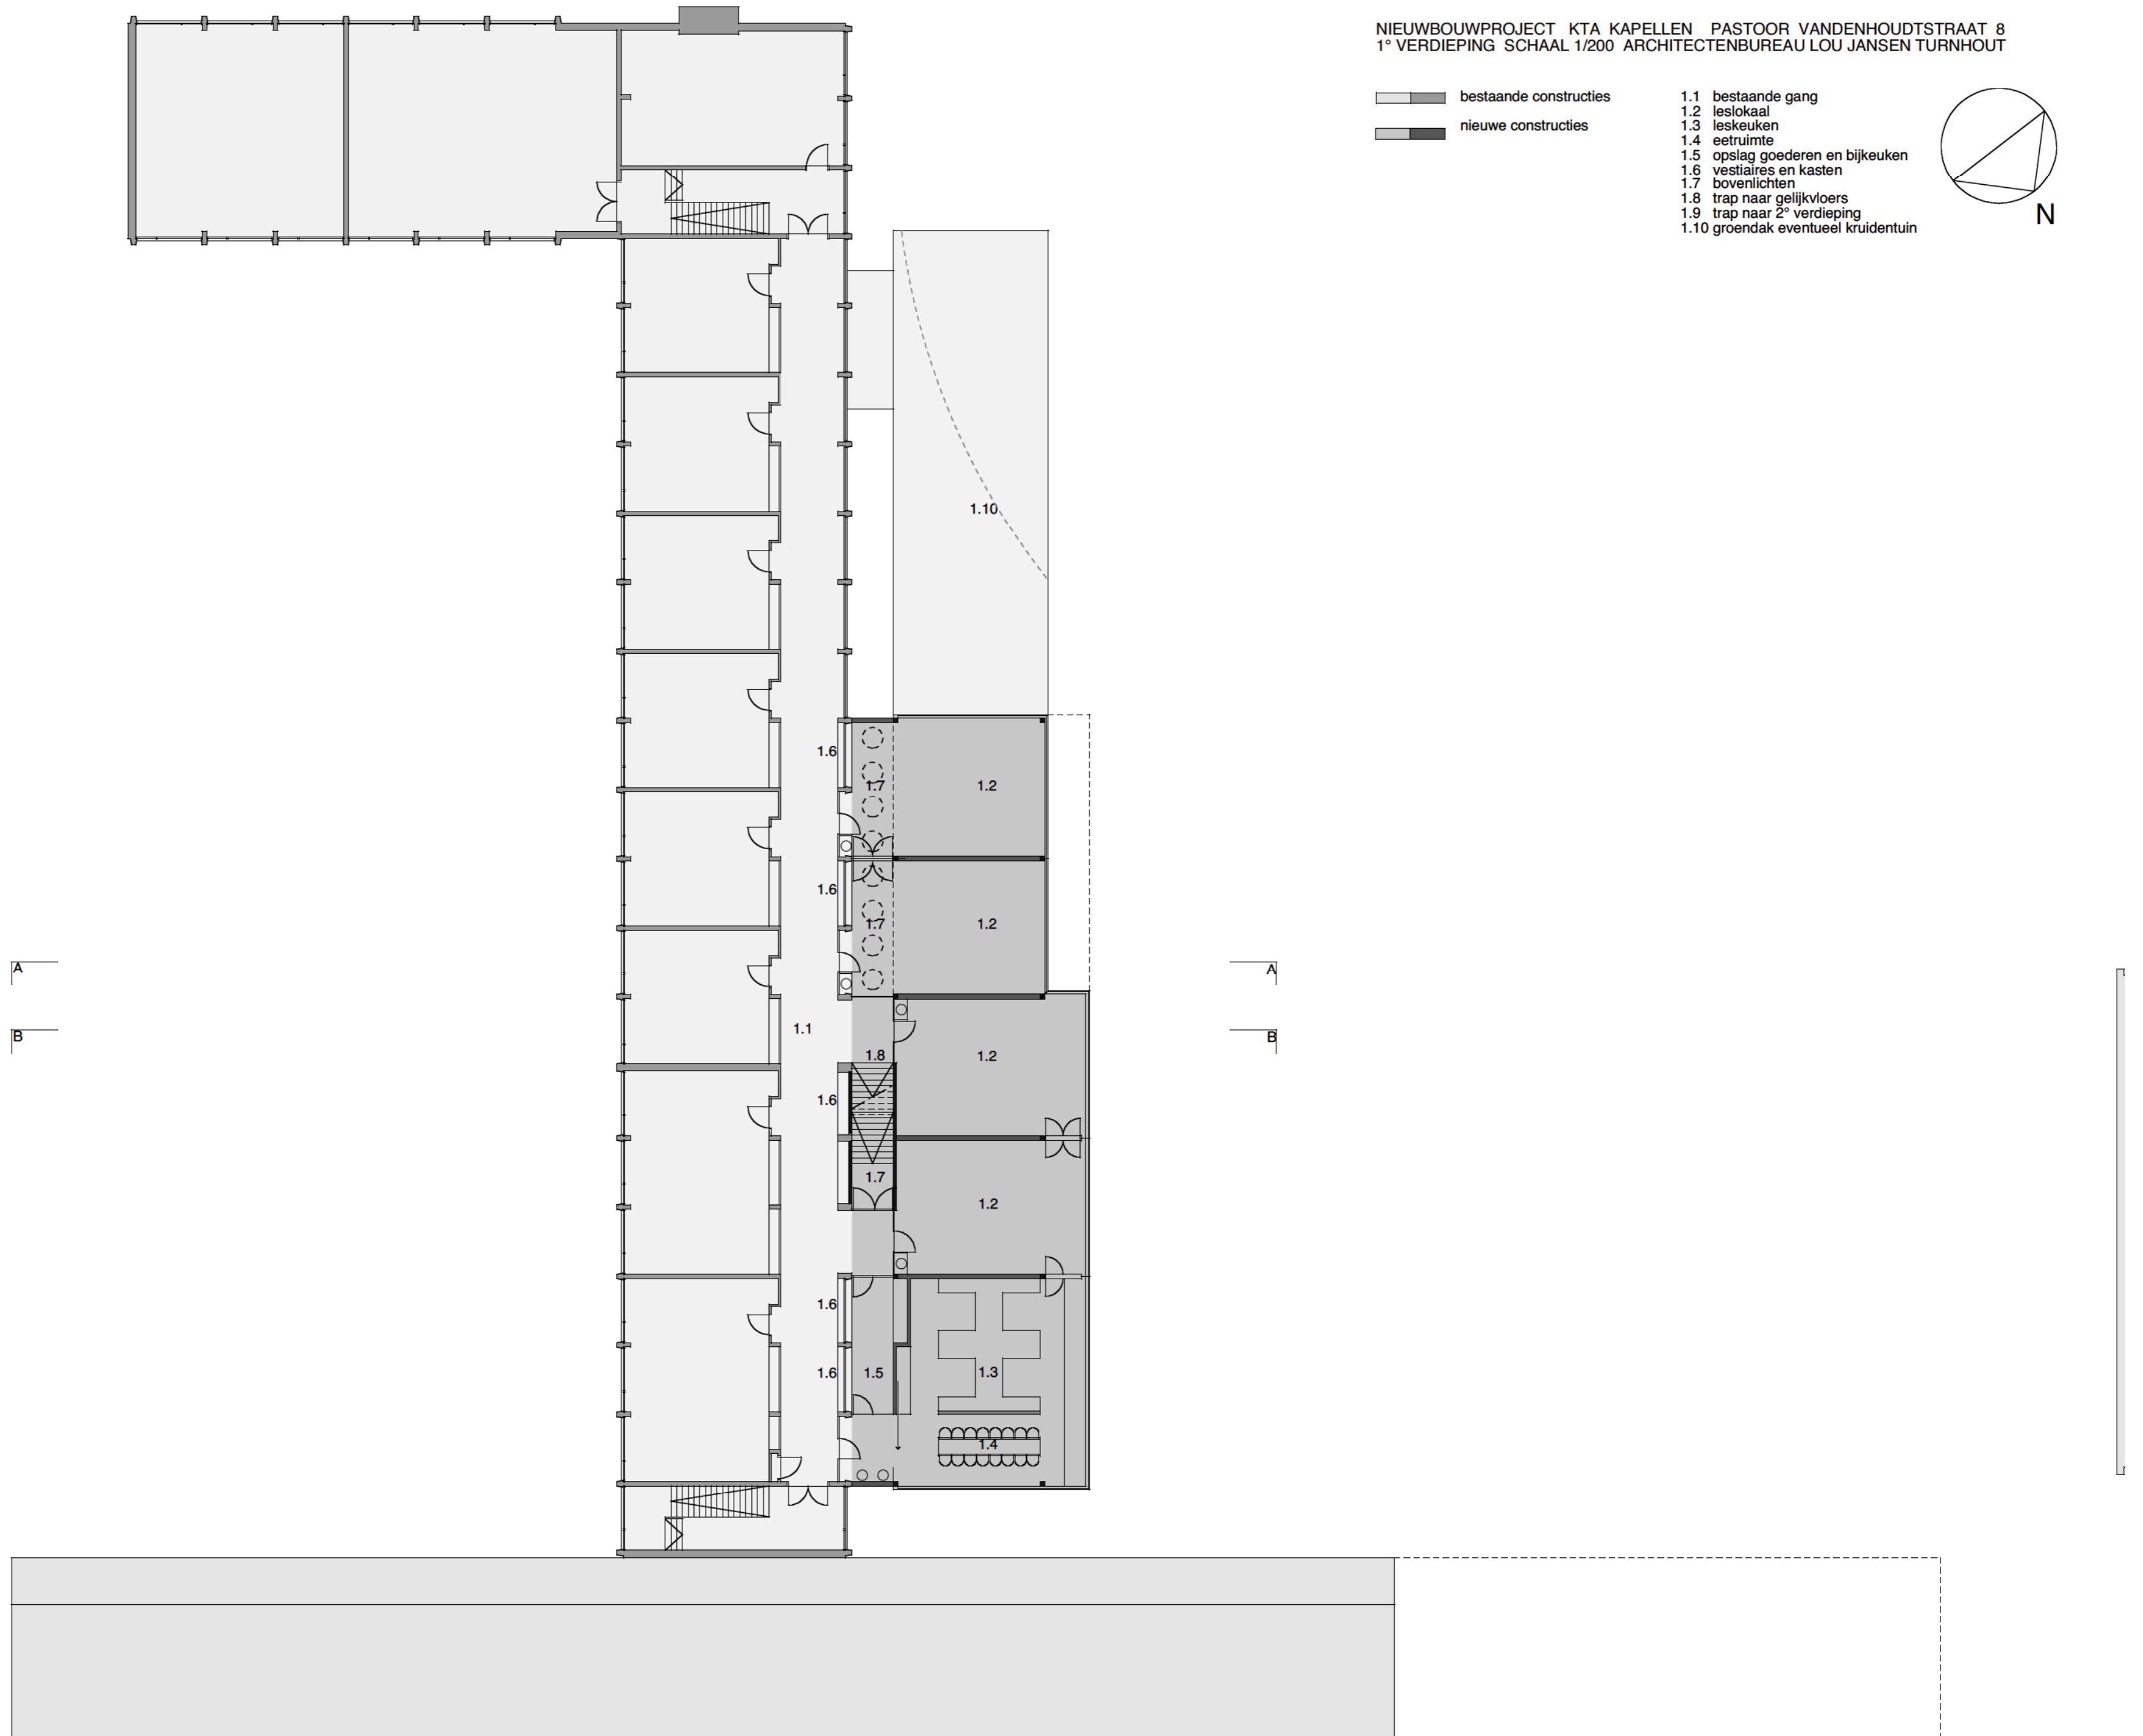 NIEUWBOUWPROJECT KTA KAPELLEN PASTOOR VANDENHOUDTSTRAAT 8
1° VERDIEPING SCHAAL 1/200 ARCHITECTENBUREAU LOU JANSEN TURNHOUT
bestaande constructies
nieuwe constructies
1.1 bestaande gang
1.2 leslokaal
1.3 leskeuken
1.4 eetruimte
1.5 opslag goederen en bijkeuken
1.6 vestiaires en kasten
1.7 bovenlichten
1.8 trap naar gelijkvloers
1.9 trap naar 2° verdieping
1.10 groendak eventueel kruidentuin
N
1.10
1.6
1.7
1.2
1.6
1.7
1.2
A
A
1.1
B
B
1.8
1.2
1.6
1.7
1.2
1.6
1.6
1.5
1.3
1.4